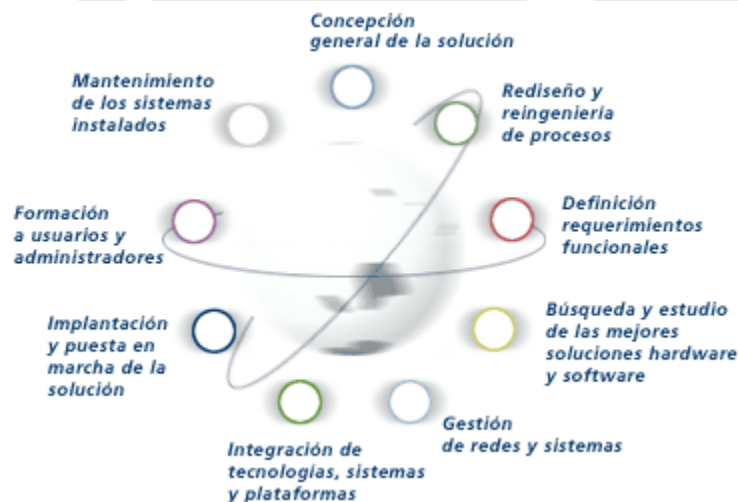 Concepción
general de la solución
Rediseño y
reingeniería
de procesos
Definición
requerimientos
funcionales
Búsqueda y estudio
de las mejores
soluciones hardware
y software
Gestión
de redes y sistemas
Integración de
tecnologías, sistemas
y plataformas
Implantación
y puesta en
marcha de la
solución
Formación
a usuarios y
administradores
Mantenimiento
de los sistemas
instalados